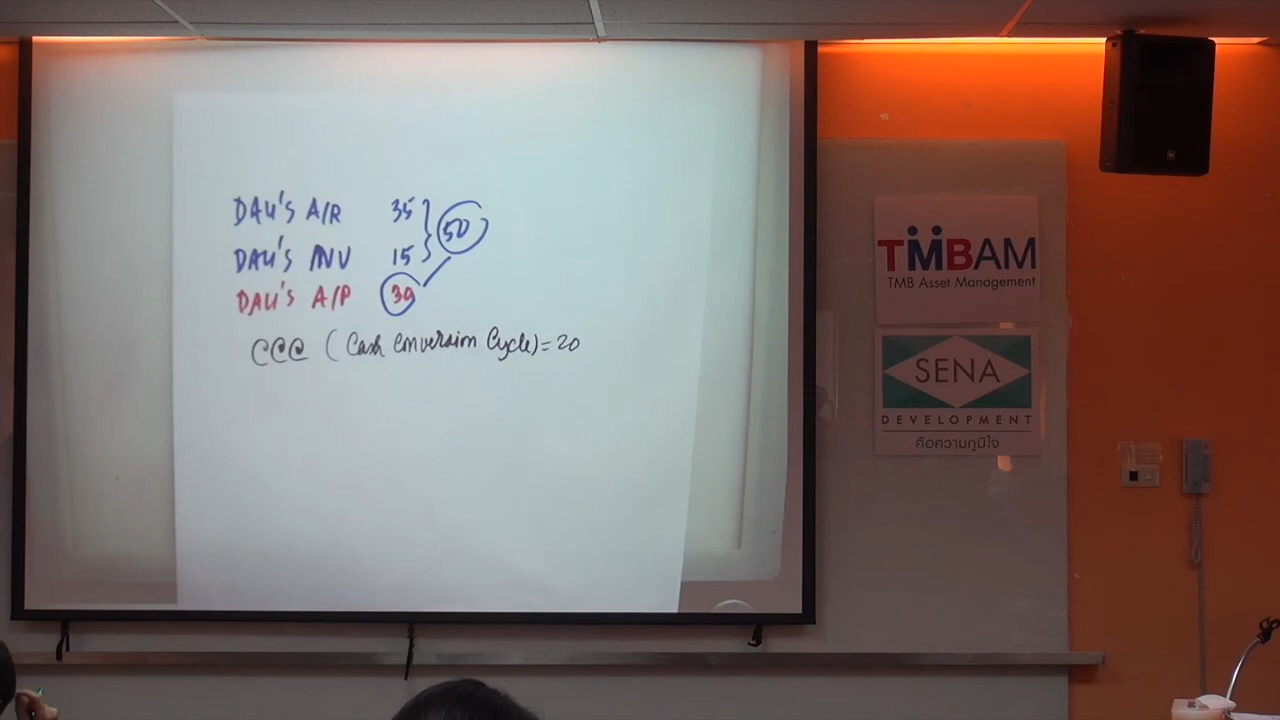 DAY'S A/R 35
50
DAY'S INV 15
DAY'S A/P 30
CCC (Cash Conversion Cycle) = 20
TMBAM
TMB Asset Management
SENA
DEVELOPMENT
คือความภูมิใจ